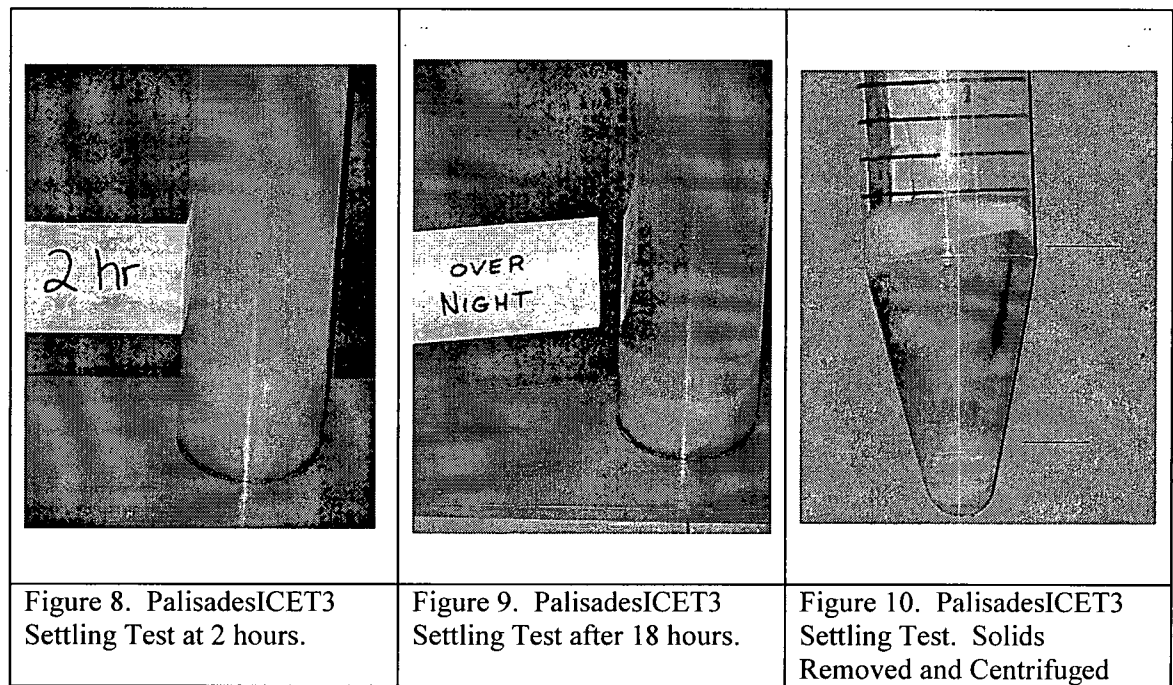 2 hr
OVER
NIGHT
Figure 8. PalisadesICET3
Settling Test at 2 hours.
Figure 9. PalisadesICET3
Settling Test after 18 hours.
Figure 10. PalisadesICET3
Settling Test. Solids
Removed and Centrifuged